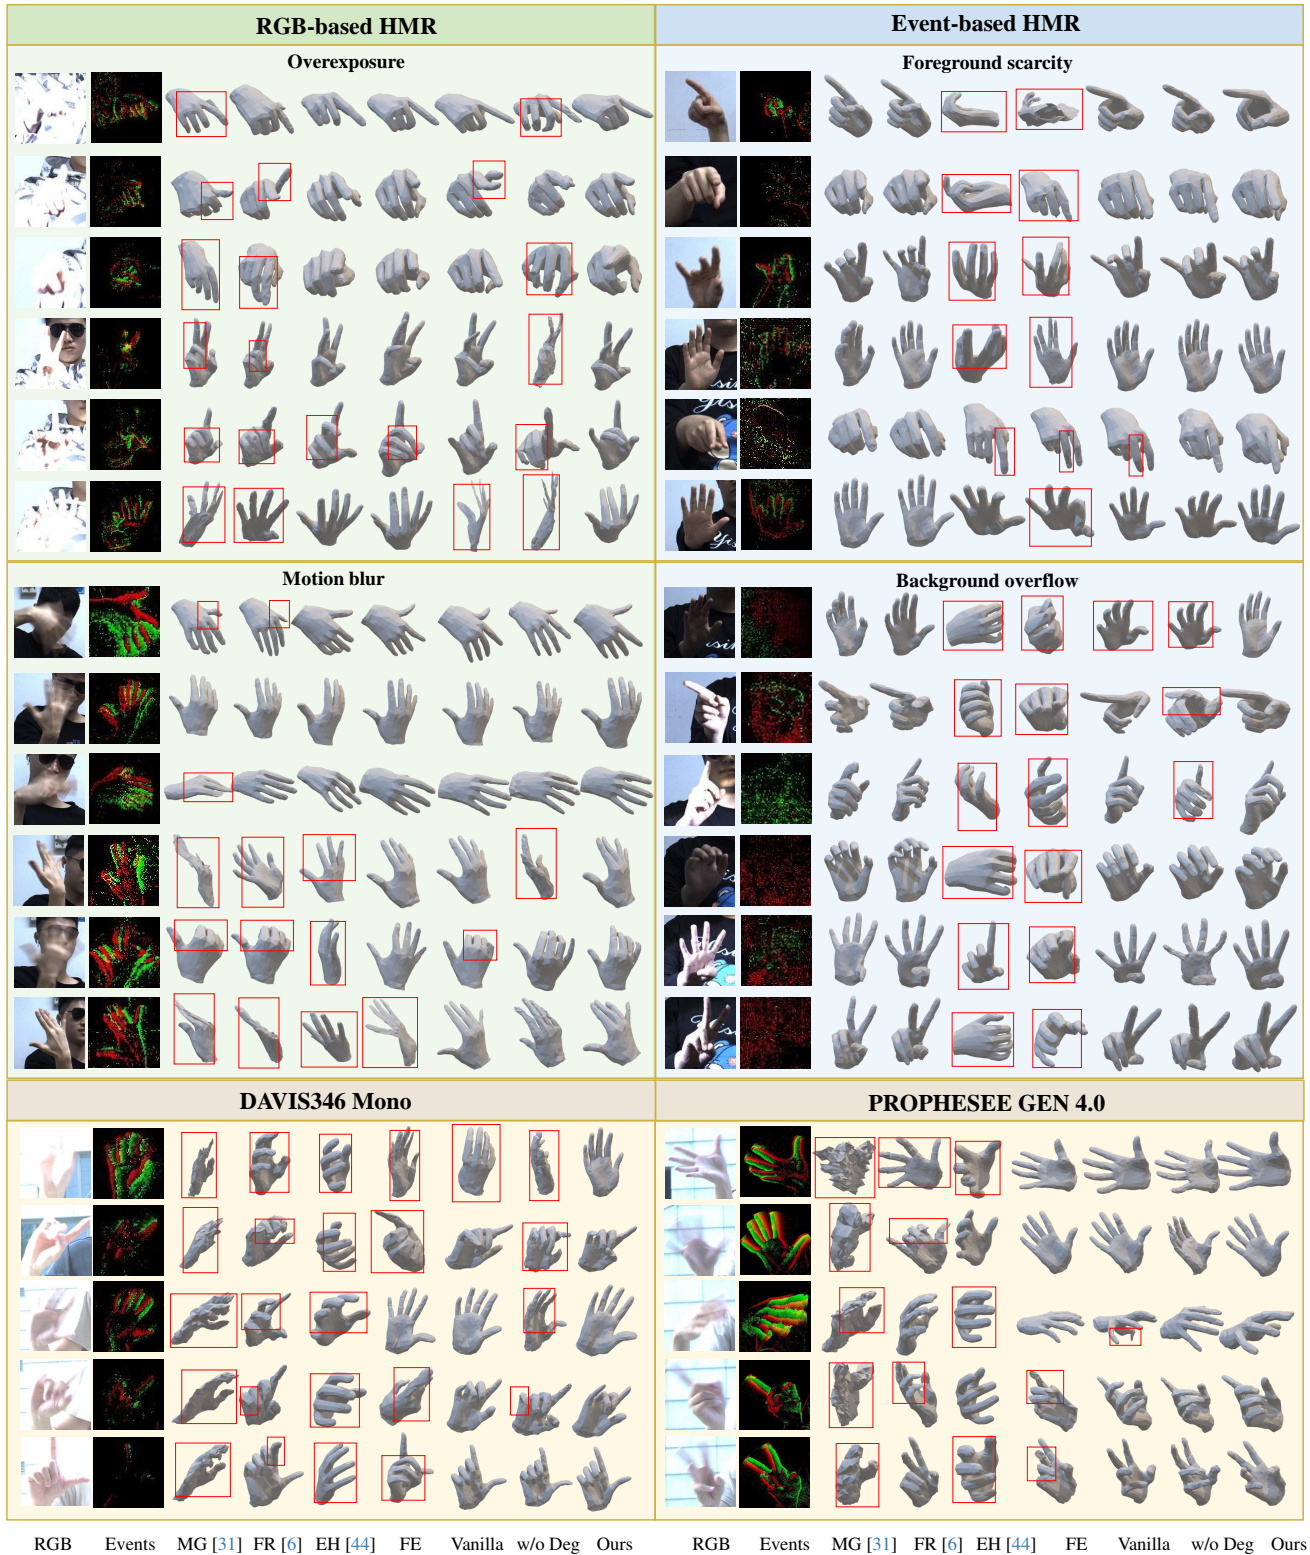 RGB-based HMR
Event-based HMR
Overexposure
Foreground scarcity
Motion blur
Background overflow
DAVIS346 Mono
PROPHESEE GEN 4.0
RGB Events MG [31] FR [6] EH [44] FE Vanilla w/o Deg Ours
RGB Events MG [31] FR [6] EH [44] FE Vanilla w/o Deg Ours